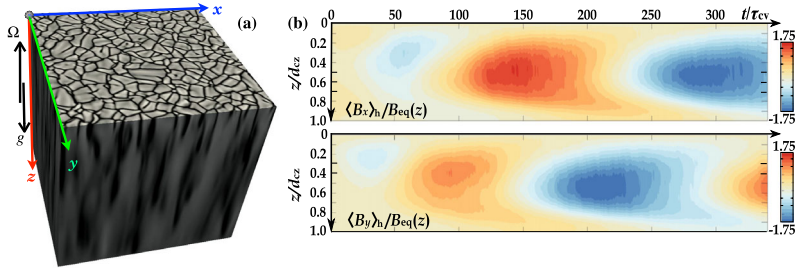 x
(a)
Ω
g
y
z
(b)
0
50
100
150
200
250
300
t/τcv
z/dcz
0.2
0.4
0.6
0.8
1.0
⟨Bx⟩h/Beq(z)
1.75
-1.75
0
z/dcz
0.2
0.4
0.6
0.8
1.0
⟨By⟩h/Beq(z)
1.75
-1.75